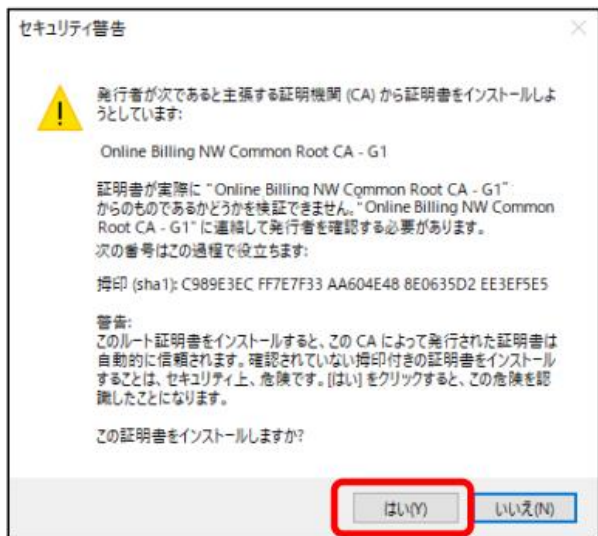 セキュリティ警告
発行者が次であると主張する証明機関 (CA) から証明書をインストールしよ
うとしています:
Online Billing NW Common Root CA - G1
証明書が実際に "Online Billing NW Common Root CA - G1"
からのものであるかどうかを検証できません。"Online Billing NW Common
Root CA - G1" に連絡して発行者を確認する必要があります。
次の番号はこの過程で役立ちます:
拇印 (sha1): C989E3EC FF7E7F33 AA604E48 8E0635D2 EE3EF5E5
警告:
このルート証明書をインストールすると、この CA によって発行された証明書は
自動的に信頼されます。確認されていない拇印付きの証明書をインストール
することは、セキュリティ上、危険です。[はい] をクリックすると、この危険を認
識したことになります。
この証明書をインストールしますか?
はい(Y)
いいえ(N)